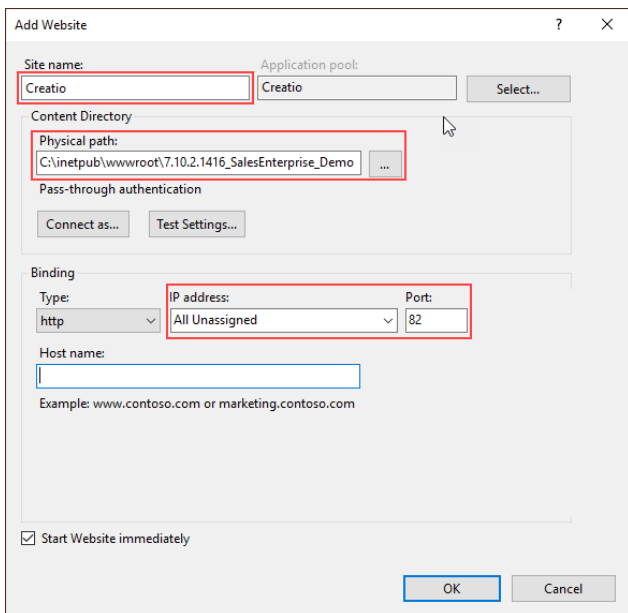 Add Website
?
Site name:
Application pool:
Creatio
Creatio
Select...
Content Directory
Physical path:
C:\inetpub\wwwroot\7.10.2.1416_SalesEnterprise_Demo
...
Pass-through authentication
Connect as...
Test Settings...
Binding
Type:
IP address:
Port:
http
All Unassigned
82
Host name:
Example: www.contoso.com or marketing.contoso.com
Start Website immediately
OK
Cancel